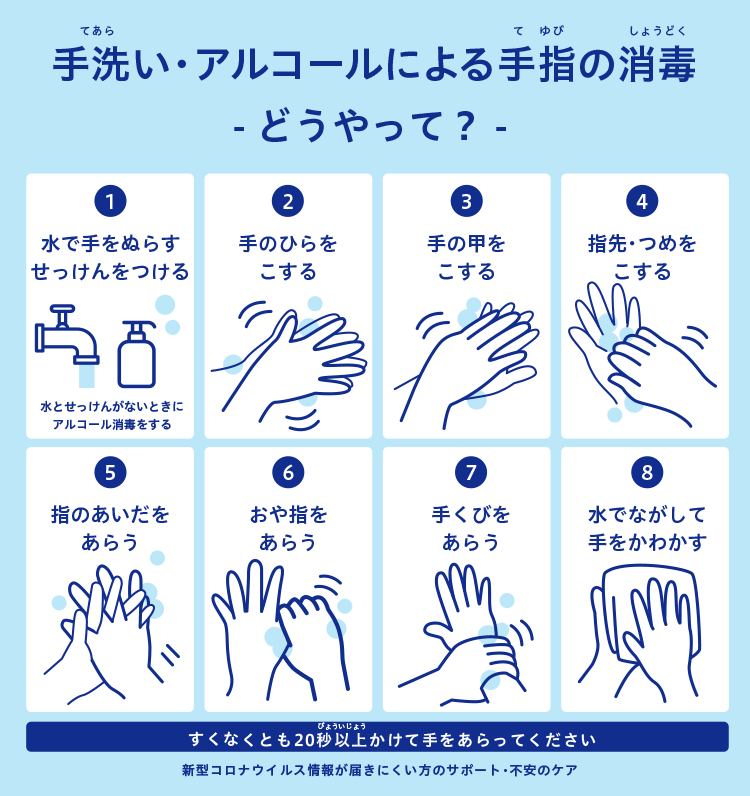 てあら て ゆび しょうどく
手洗い・アルコールによる手指の消毒
- どうやって？ -
1
水で手をぬらす
せっけんをつける
水とせっけんがないときに
アルコール消毒をする
2
手のひらを
こする
3
手の甲を
こする
4
指先・つめを
こする
5
指のあいだを
あらう
6
おや指を
あらう
7
手くびを
あらう
8
水でながして
手をかわかす
びょういじょう
すくなくとも20秒以上かけて手をあらってください
新型コロナウイルス情報が届きにくい方のサポート・不安のケア